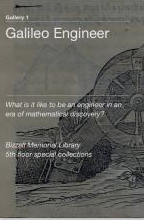 Gallery 1
Galileo Engineer
What is it like to be an engineer in an
era of mathematical discovery?
Bizzell Memorial Library
5th floor special collections